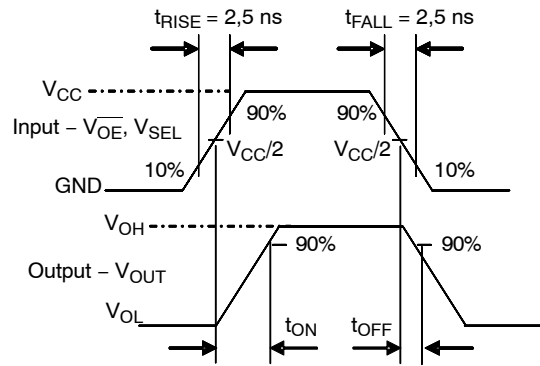 tRISE = 2,5 ns
tFALL = 2,5 ns
VCC
90%
90%
Input – VOE, VSEL
VCC/2
VCC/2
10%
10%
GND
VOH
90%
90%
Output – VOUT
VOL
tON
tOFF